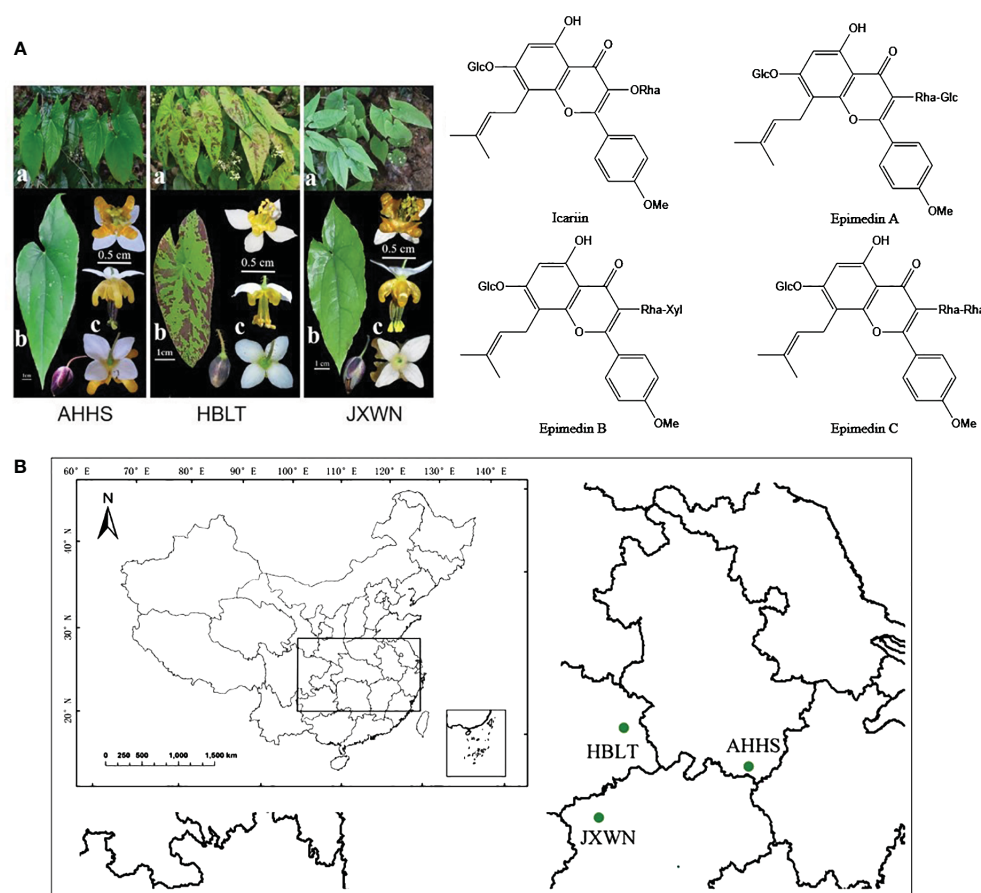 A
a
a
a
0.5 cm
0.5 cm
0.5 cm
b
c
b
c
b
c
1cm
1cm
1 cm
AHHS
HBLT
JXWN
OH
O
GlcO
ORha
O
OMe
Icariin
OH
O
GlcO
Rha-Glc
O
OMe
Epimedin A
OH
O
GlcO
Rha-Xyl
O
OMe
Epimedin B
OH
O
GlcO
Rha-Rha
O
OMe
Epimedin C
B
60° E 70° E 80° E 90° E 100° E 110° E 120° E 130° E 140° E
N
40 N
30 N
20 N
0 250 500 1,000 1,500 km
HBLT
AHHS
JXWN